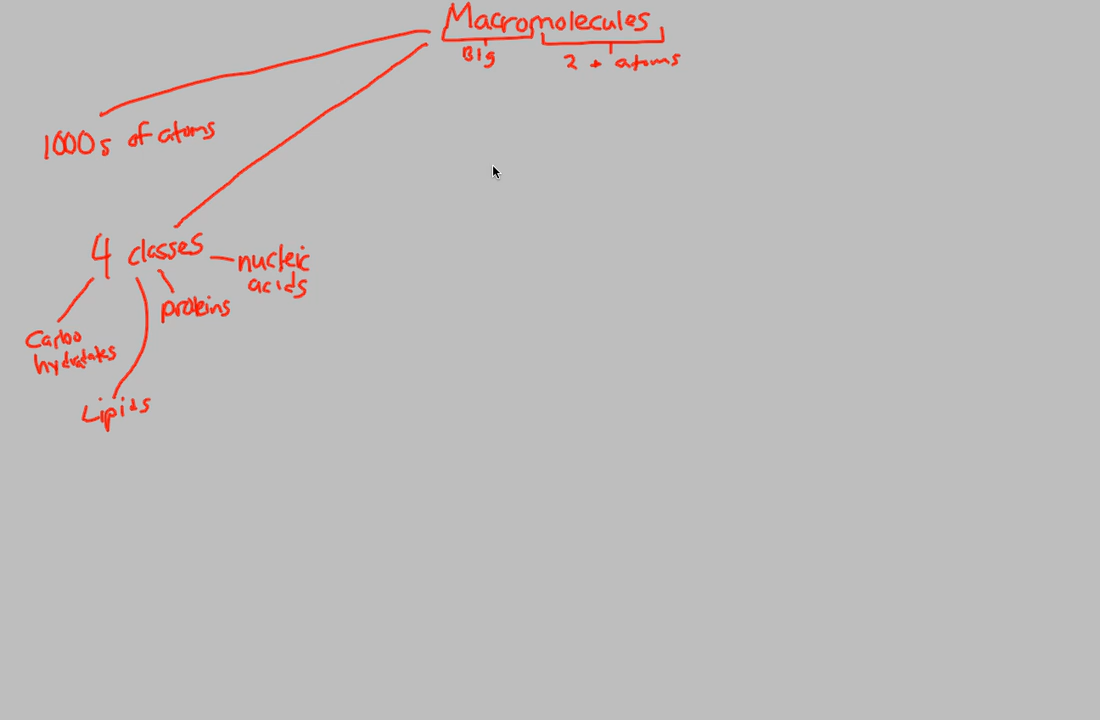 Macromolecules
Big
2 + atoms
1000s of atoms
4 classes
nucleic
acids
proteins
Carbo
hydrates
Lipids